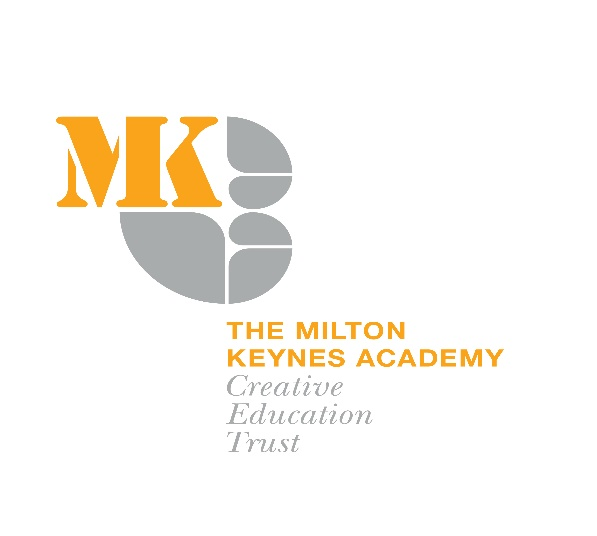 MK
THE MILTON
KEYNES ACADEMY
Creative
Education
Trust